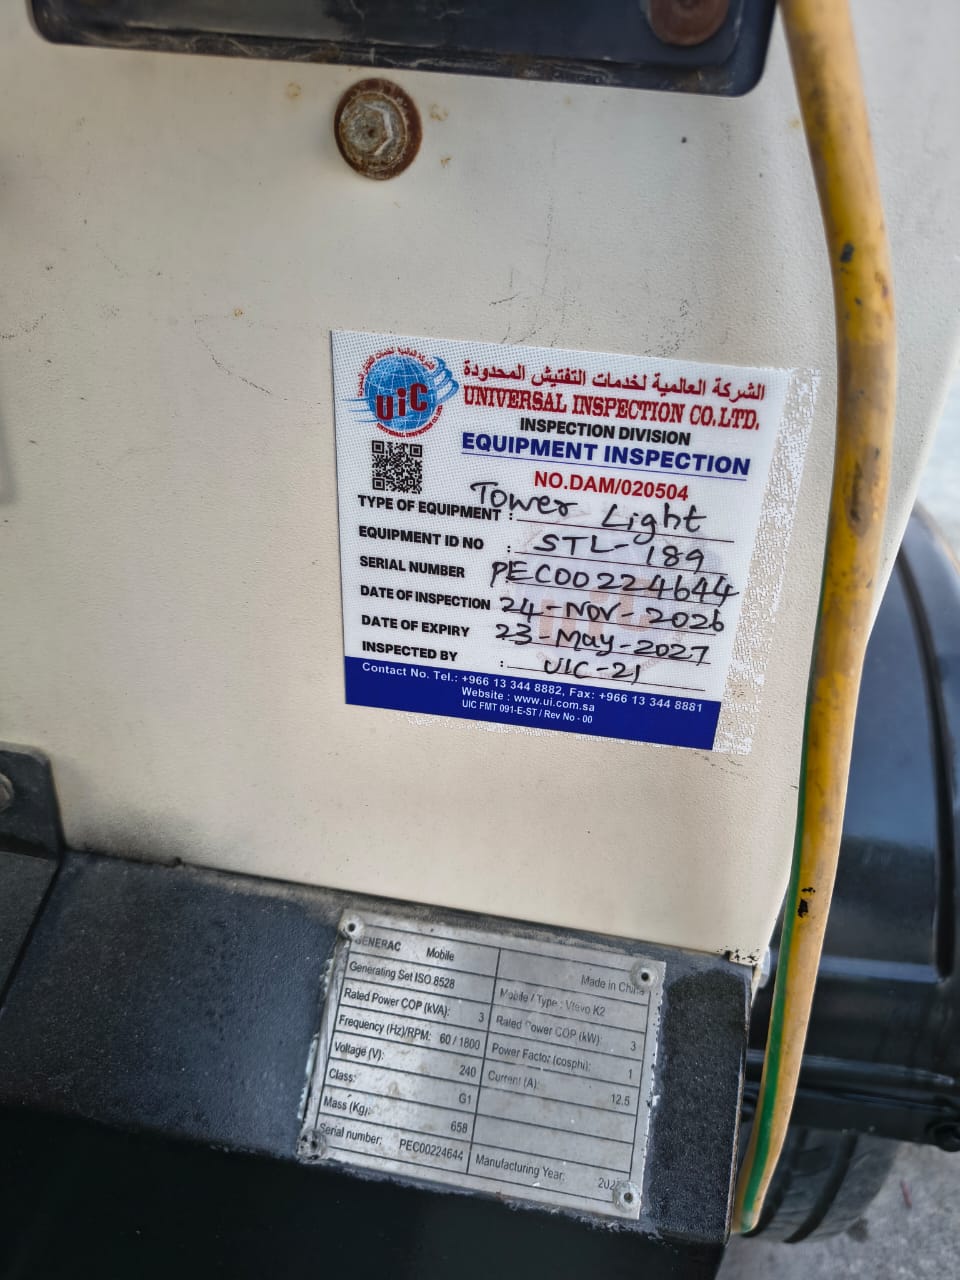 الشركة العالمية لخدمات التفتيش المحدودة
UiC
UNIVERSAL INSPECTION CO. LTD.
INSPECTION DIVISION
EQUIPMENT INSPECTION
NO.DAM/020504
TYPE OF EQUIPMENT : Tower Light
EQUIPMENT ID NO : STL-189
SERIAL NUMBER PEC00224644
DATE OF INSPECTION 24-Nov-2026
DATE OF EXPIRY 23-May-2027
INSPECTED BY : UIC-21
Contact No. Tel.: +966 13 344 8882, Fax: +966 13 344 8881
Website : www.ui.com.sa
UIC FMT 091-E-ST / Rev No - 00
GENERAC Mobile
Made in China
Generating Set ISO 8528
Mobile / Type : VTevo K2
Rated Power COP (kVA): 3
Rated Power COP (kW): 3
Frequency (Hz)/RPM: 60 / 1800
Power Factor (cosphi): 1
Voltage (V): 240
Current (A): 12.5
Class: G1
Mass (Kg): 658
Serial number: PEC00224644
Manufacturing Year: